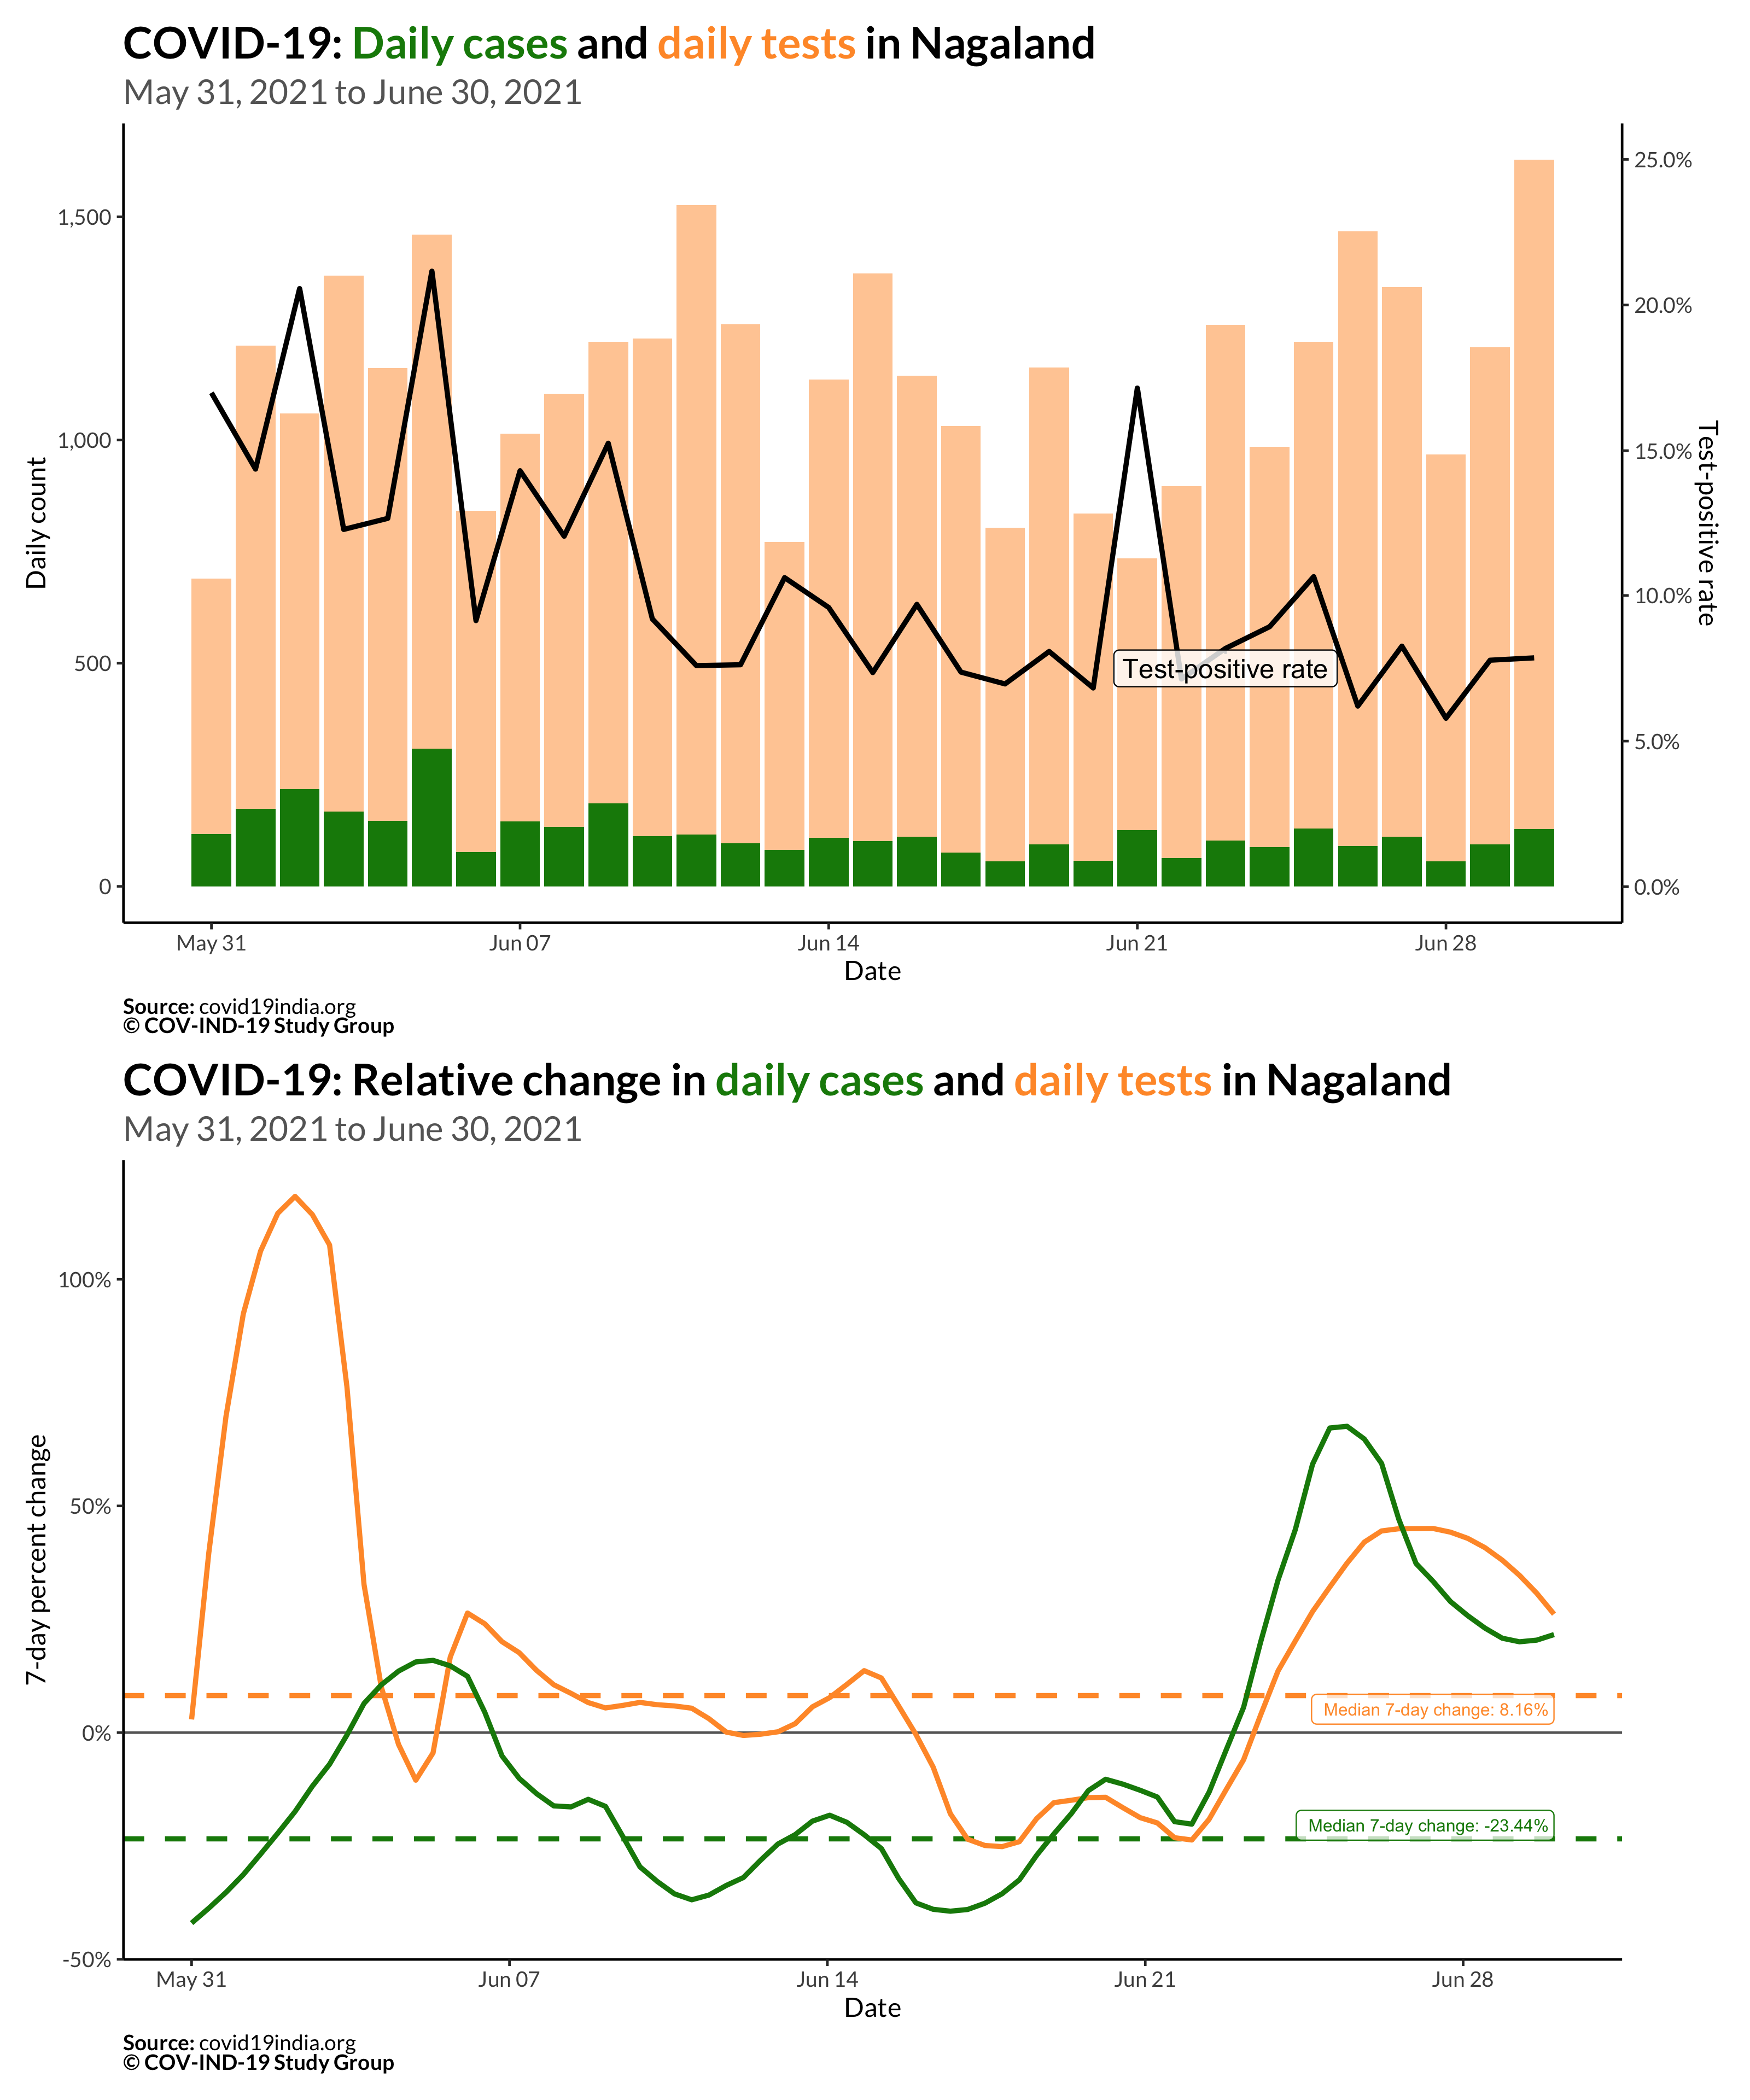 COVID-19: Daily cases and daily tests in Nagaland
May 31, 2021 to June 30, 2021
Daily count
1,500
1,000
500
0
25.0%
20.0%
15.0%
10.0%
5.0%
0.0%
Test-positive rate
Test-positive rate
May 31
Jun 07
Jun 14
Jun 21
Jun 28
Date
Source: covid19india.org
© COV-IND-19 Study Group
COVID-19: Relative change in daily cases and daily tests in Nagaland
May 31, 2021 to June 30, 2021
7-day percent change
100%
50%
0%
-50%
Median 7-day change: 8.16%
Median 7-day change: -23.44%
May 31
Jun 07
Jun 14
Jun 21
Jun 28
Date
Source: covid19india.org
© COV-IND-19 Study Group